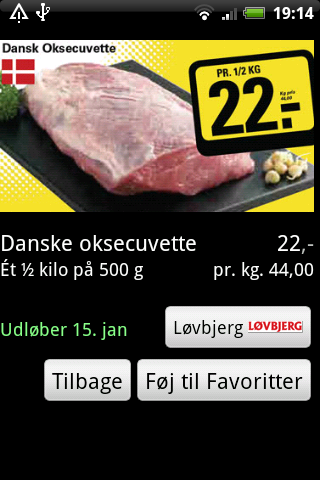 19:14
Dansk Oksecuvette
PR. 1/2 KG
22.-
Kg pris
44,00
Danske oksecuvette 22,-
Ét ½ kilo på 500 g pr. kg. 44,00
Udløber 15. jan Løvbjerg LØVBJERG
Tilbage Føj til Favoritter